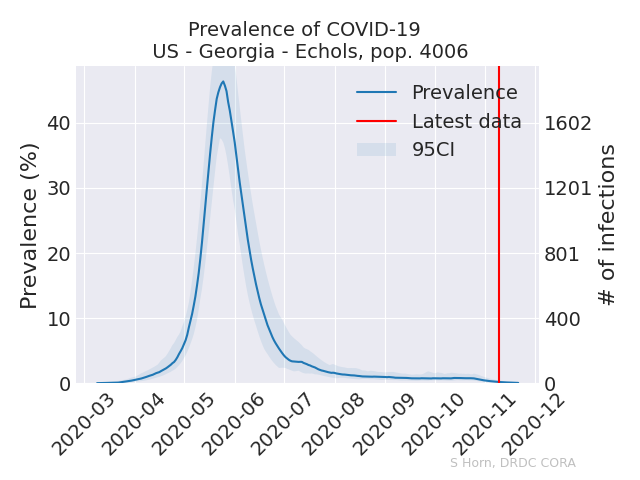 Prevalence of COVID-19
US - Georgia - Echols, pop. 4006
Prevalence
Latest data
95CI
Prevalence (%)
40
30
20
10
0
1602
1201
801
400
0
# of infections
2020-03
2020-04
2020-05
2020-06
2020-07
2020-08
2020-09
2020-10
2020-11
2020-12
S Horn, DRDC CORA